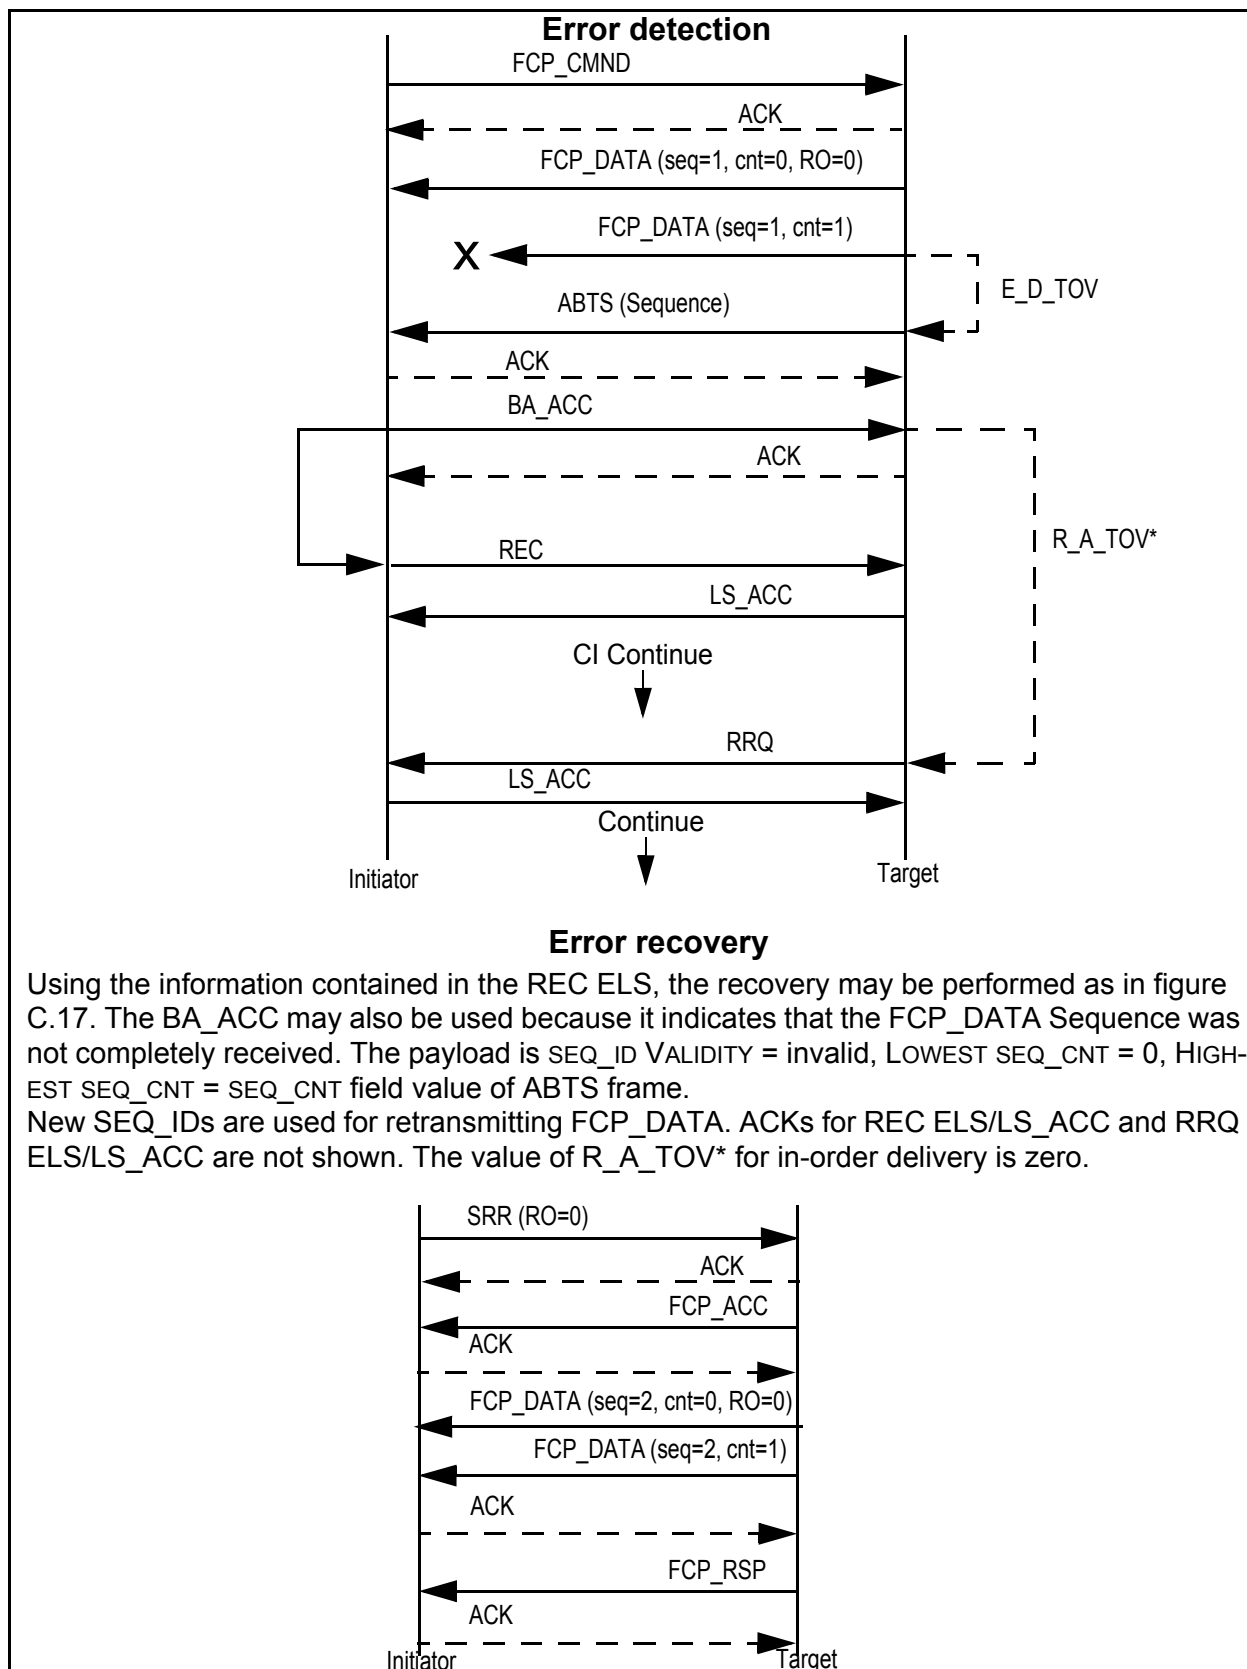 Error detection
FCP_CMND
ACK
FCP_DATA (seq=1, cnt=0, RO=0)
FCP_DATA (seq=1, cnt=1)
X
E_D_TOV
ABTS (Sequence)
ACK
BA_ACC
ACK
R_A_TOV*
REC
LS_ACC
CI Continue
RRQ
LS_ACC
Continue
Initiator
Target
Error recovery
Using the information contained in the REC ELS, the recovery may be performed as in figure
C.17. The BA_ACC may also be used because it indicates that the FCP_DATA Sequence was
not completely received. The payload is SEQ_ID VALIDITY = invalid, LOWEST SEQ_CNT = 0, HIGH-
EST SEQ_CNT = SEQ_CNT field value of ABTS frame.
New SEQ_IDs are used for retransmitting FCP_DATA. ACKs for REC ELS/LS_ACC and RRQ
ELS/LS_ACC are not shown. The value of R_A_TOV* for in-order delivery is zero.
SRR (RO=0)
ACK
FCP_ACC
ACK
FCP_DATA (seq=2, cnt=0, RO=0)
FCP_DATA (seq=2, cnt=1)
ACK
FCP_RSP
ACK
Initiator
Target